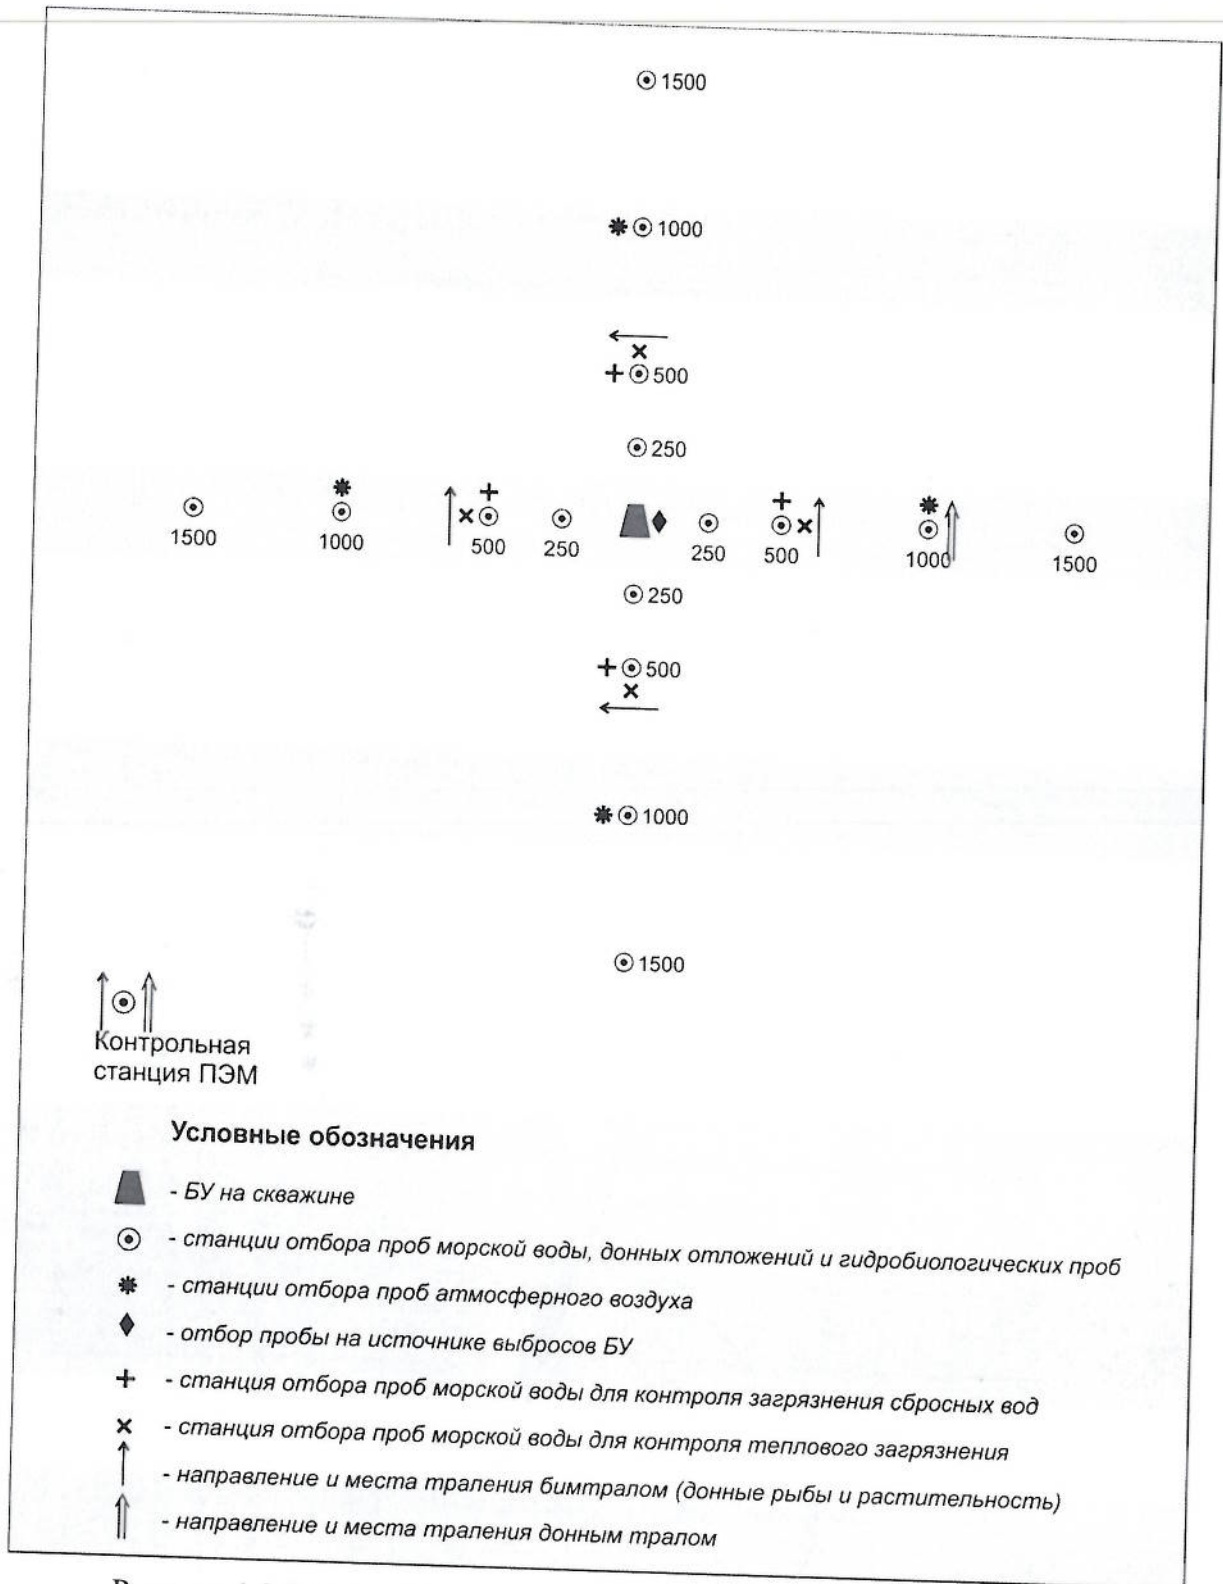 1500
1000
500
250
1500
1000
500
250
250
500
1000
1500
250
500
1000
1500
Контрольная
станция ПЭМ
Условные обозначения
- БУ на скважине
- станции отбора проб морской воды, донных отложений и гидробиологических проб
- станции отбора проб атмосферного воздуха
- отбор пробы на источнике выбросов БУ
- станция отбора проб морской воды для контроля загрязнения сбросных вод
- станция отбора проб морской воды для контроля теплового загрязнения
- направление и места траления бимтралом (донные рыбы и растительность)
- направление и места траления донным тралом